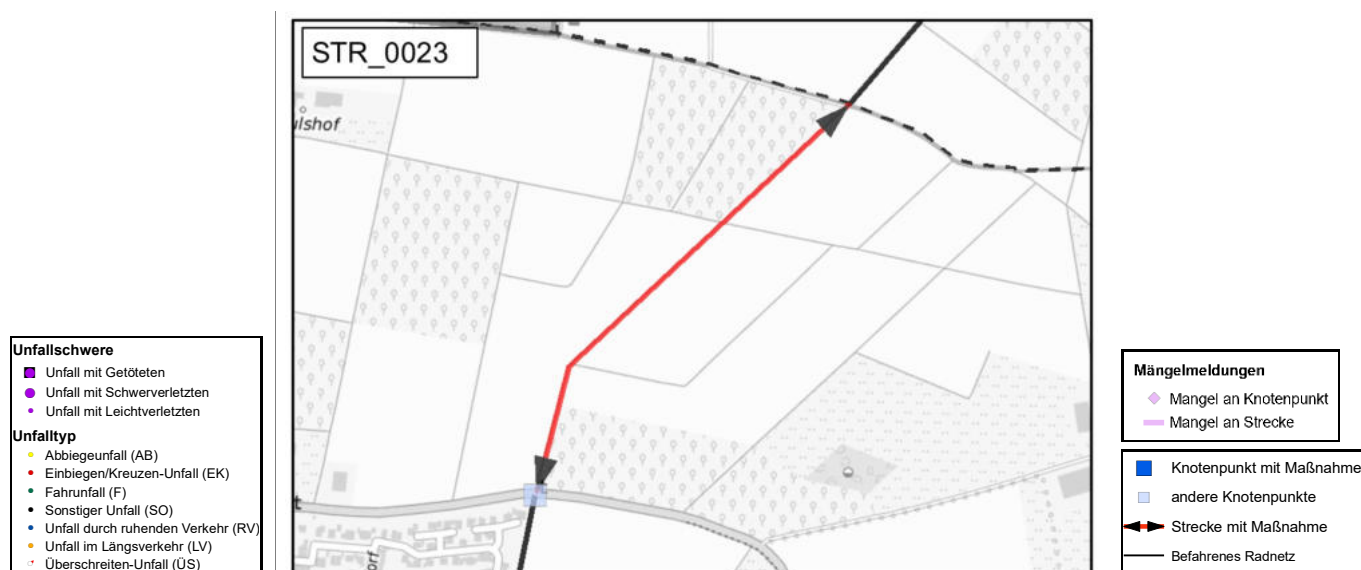 STR_0023
ulshof
t
orf
Unfallschwere
Unfall mit Getöteten
Unfall mit Schwerverletzten
Unfall mit Leichtverletzten
Unfalltyp
Abbiegeunfall (AB)
Einbiegen/Kreuzen-Unfall (EK)
Fahrunfall (F)
Sonstiger Unfall (SO)
Unfall durch ruhenden Verkehr (RV)
Unfall im Längsverkehr (LV)
Überschreiten-Unfall (ÜS)
Mängelmeldungen
Mangel an Knotenpunkt
Mangel an Strecke
Knotenpunkt mit Maßnahme
andere Knotenpunkte
Strecke mit Maßnahme
Befahrenes Radnetz